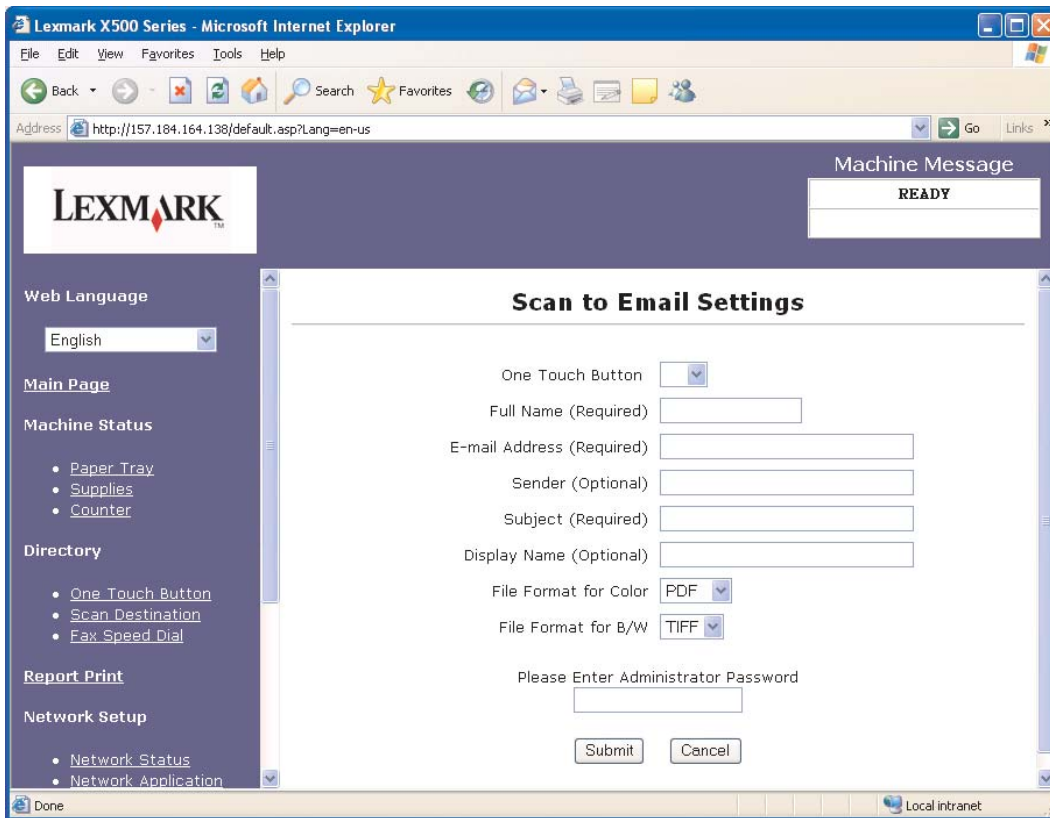 Lexmark X500 Series - Microsoft Internet Explorer
File Edit View Favorites Tools Help
Back Search Favorites
Address http://157.184.164.138/default.asp?Lang=en-us Go Links »
Machine Message
READY
LEXMARK TM
Web Language
English
Main Page
Machine Status
• Paper Tray
• Supplies
• Counter
Directory
• One Touch Button
• Scan Destination
• Fax Speed Dial
Report Print
Network Setup
• Network Status
• Network Application
Scan to Email Settings
One Touch Button
Full Name (Required)
E-mail Address (Required)
Sender (Optional)
Subject (Required)
Display Name (Optional)
File Format for Color PDF
File Format for B/W TIFF
Please Enter Administrator Password
Submit Cancel
Done Local intranet